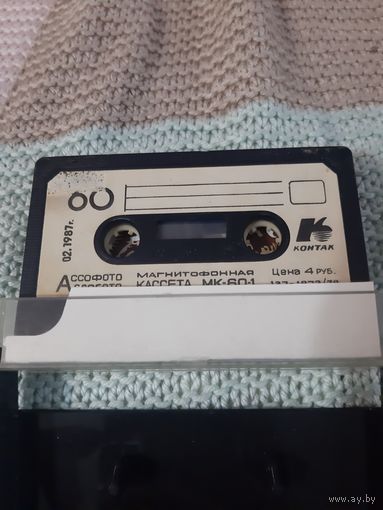 60
02.1987г.
К
КОНТАК
АССОФОТО
МАГНИТОФОННАЯ
КАССЕТА МК-60-1
Цена 4 РУБ.
www.ay.by